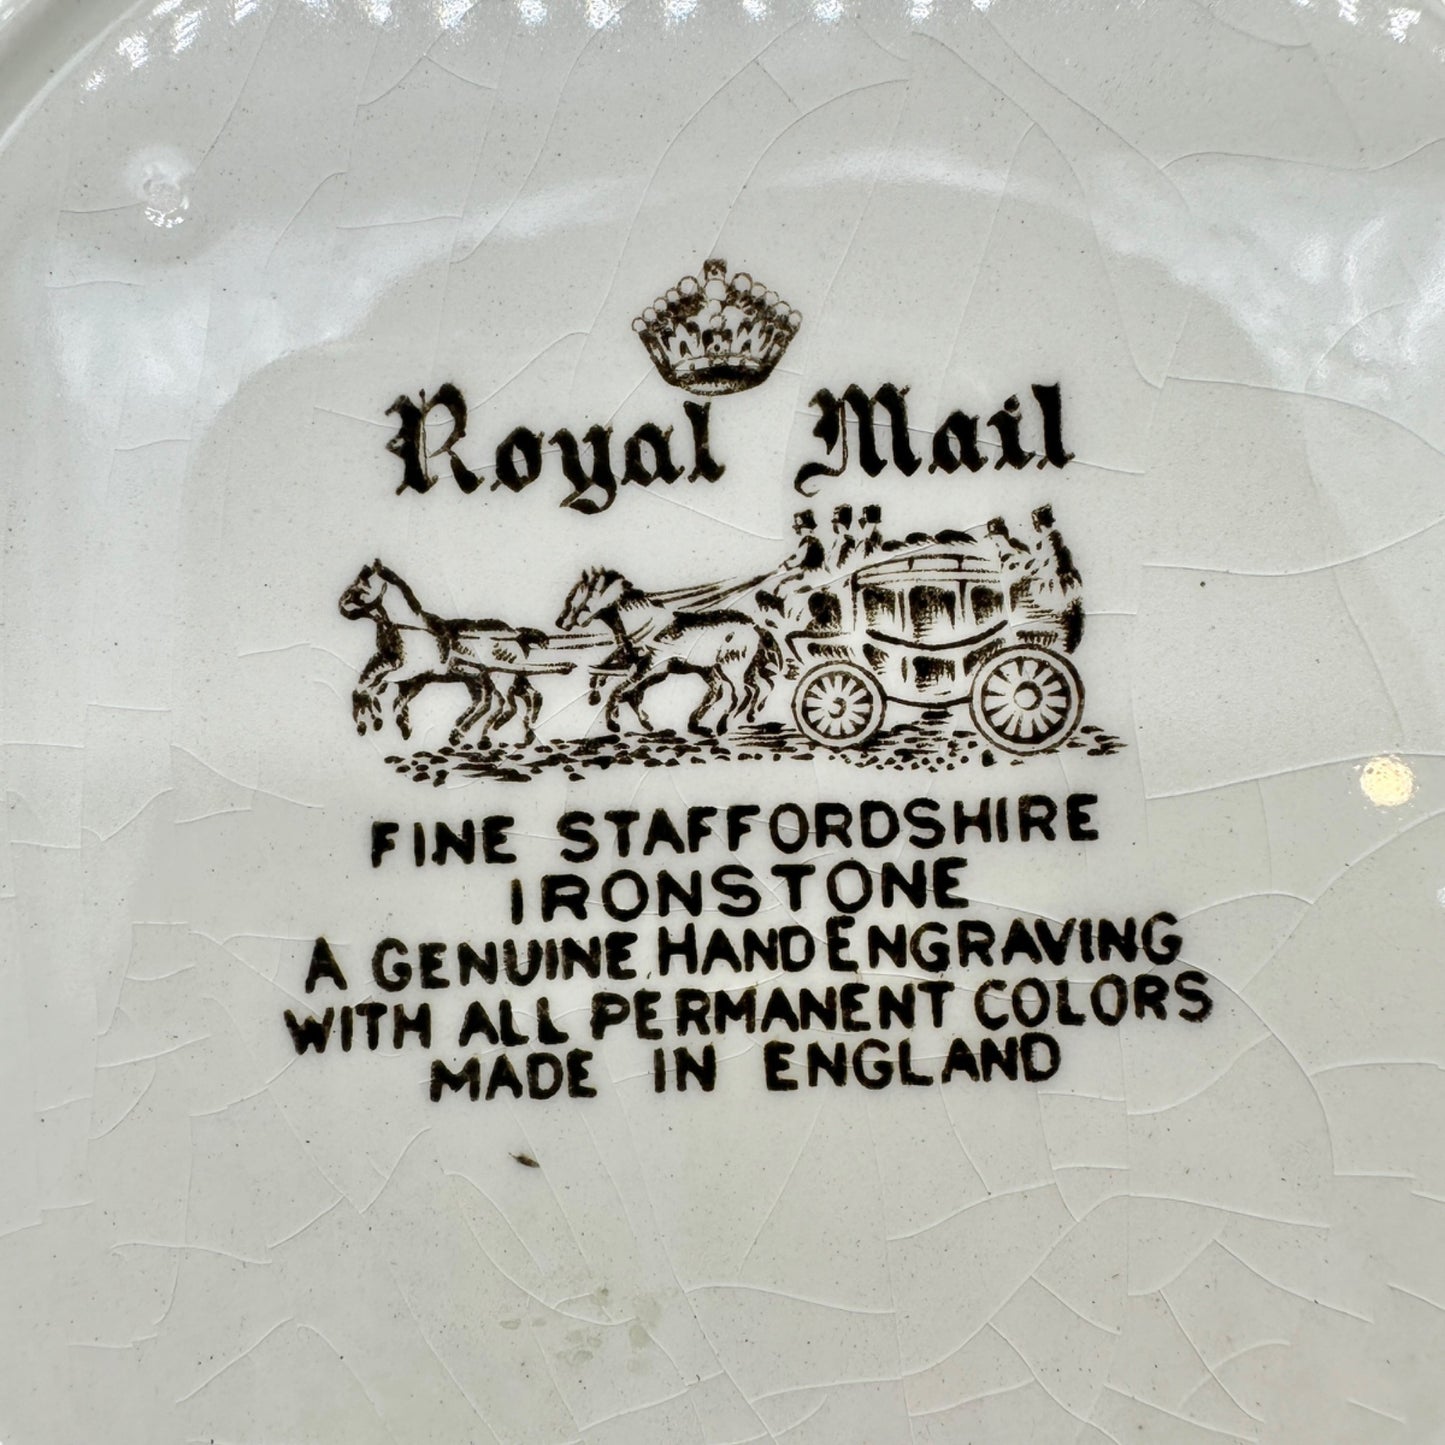 Royal Mail
FINE STAFFORDSHIRE
IRONSTONE
A GENUINE HAND ENGRAVING
WITH ALL PERMANENT COLORS
MADE IN ENGLAND